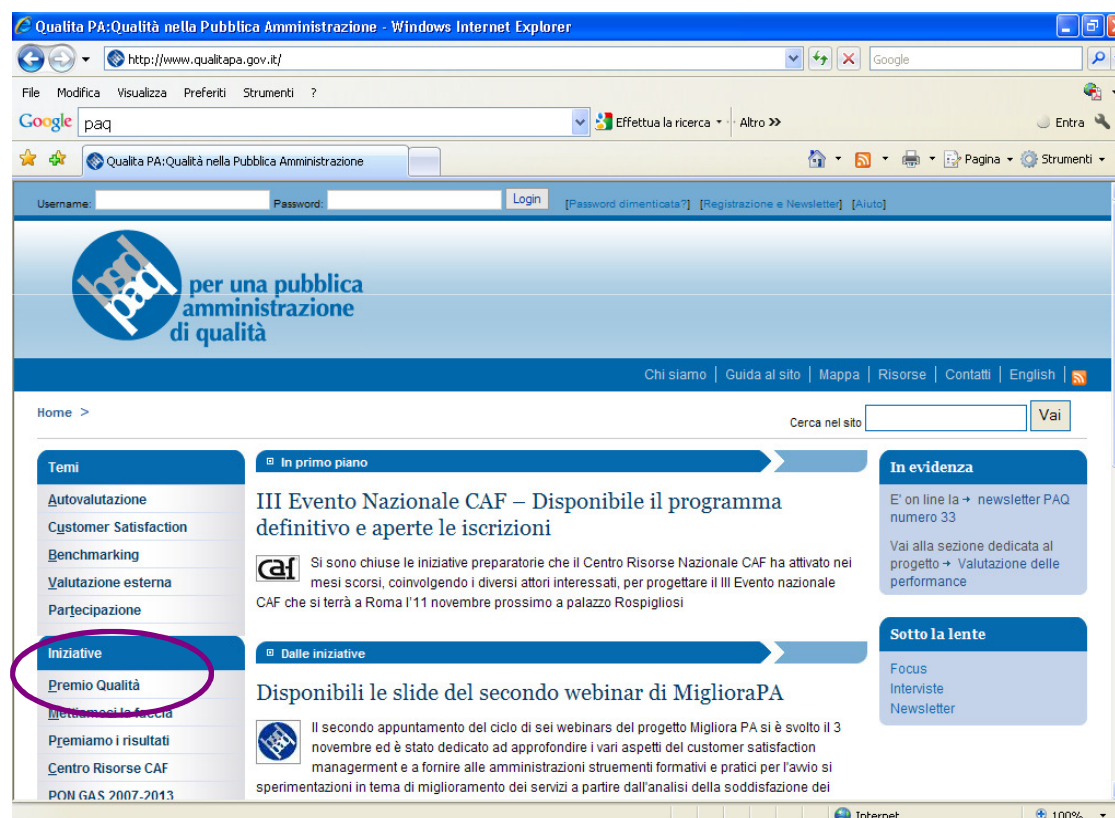 Qualita PA:Qualità nella Pubblica Amministrazione - Windows Internet Explorer
http://www.qualitapa.gov.it/
Google
File Modifica Visualizza Preferiti Strumenti ?
Google paq Effettua la ricerca Altro >> Entra
Qualita PA:Qualità nella Pubblica Amministrazione Pagina Strumenti
Username: Password: Login [Password dimenticata?] [Registrazione e Newsletter] [Aiuto]
paq
per una pubblica
amministrazione
di qualità
Chi siamo | Guida al sito | Mappa | Risorse | Contatti | English |
Home >
Cerca nel sito Vai
Temi
Autovalutazione
Customer Satisfaction
Benchmarking
Valutazione esterna
Partecipazione
Iniziative
Premio Qualità
Mettiamoci la faccia
Premiamo i risultati
Centro Risorse CAF
PON GAS 2007-2013
In primo piano
III Evento Nazionale CAF – Disponibile il programma
definitivo e aperte le iscrizioni
caf
Si sono chiuse le iniziative preparatorie che il Centro Risorse Nazionale CAF ha attivato nei
mesi scorsi, coinvolgendo i diversi attori interessati, per progettare il III Evento nazionale
CAF che si terrà a Roma l'11 novembre prossimo a palazzo Rospigliosi
Dalle iniziative
Disponibili le slide del secondo webinar di MiglioraPA
Il secondo appuntamento del ciclo di sei webinars del progetto Migliora PA si è svolto il 3
novembre ed è stato dedicato ad approfondire i vari aspetti del customer satisfaction
managerment e a fornire alle amministrazioni struementi formativi e pratici per l'avvio si
sperimentazioni in tema di miglioramento dei servizi a partire dall'analisi della soddisfazione dei
In evidenza
E' on line la → newsletter PAQ
numero 33
Vai alla sezione dedicata al
progetto → Valutazione delle
performance
Sotto la lente
Focus
Interviste
Newsletter
Internet 100%